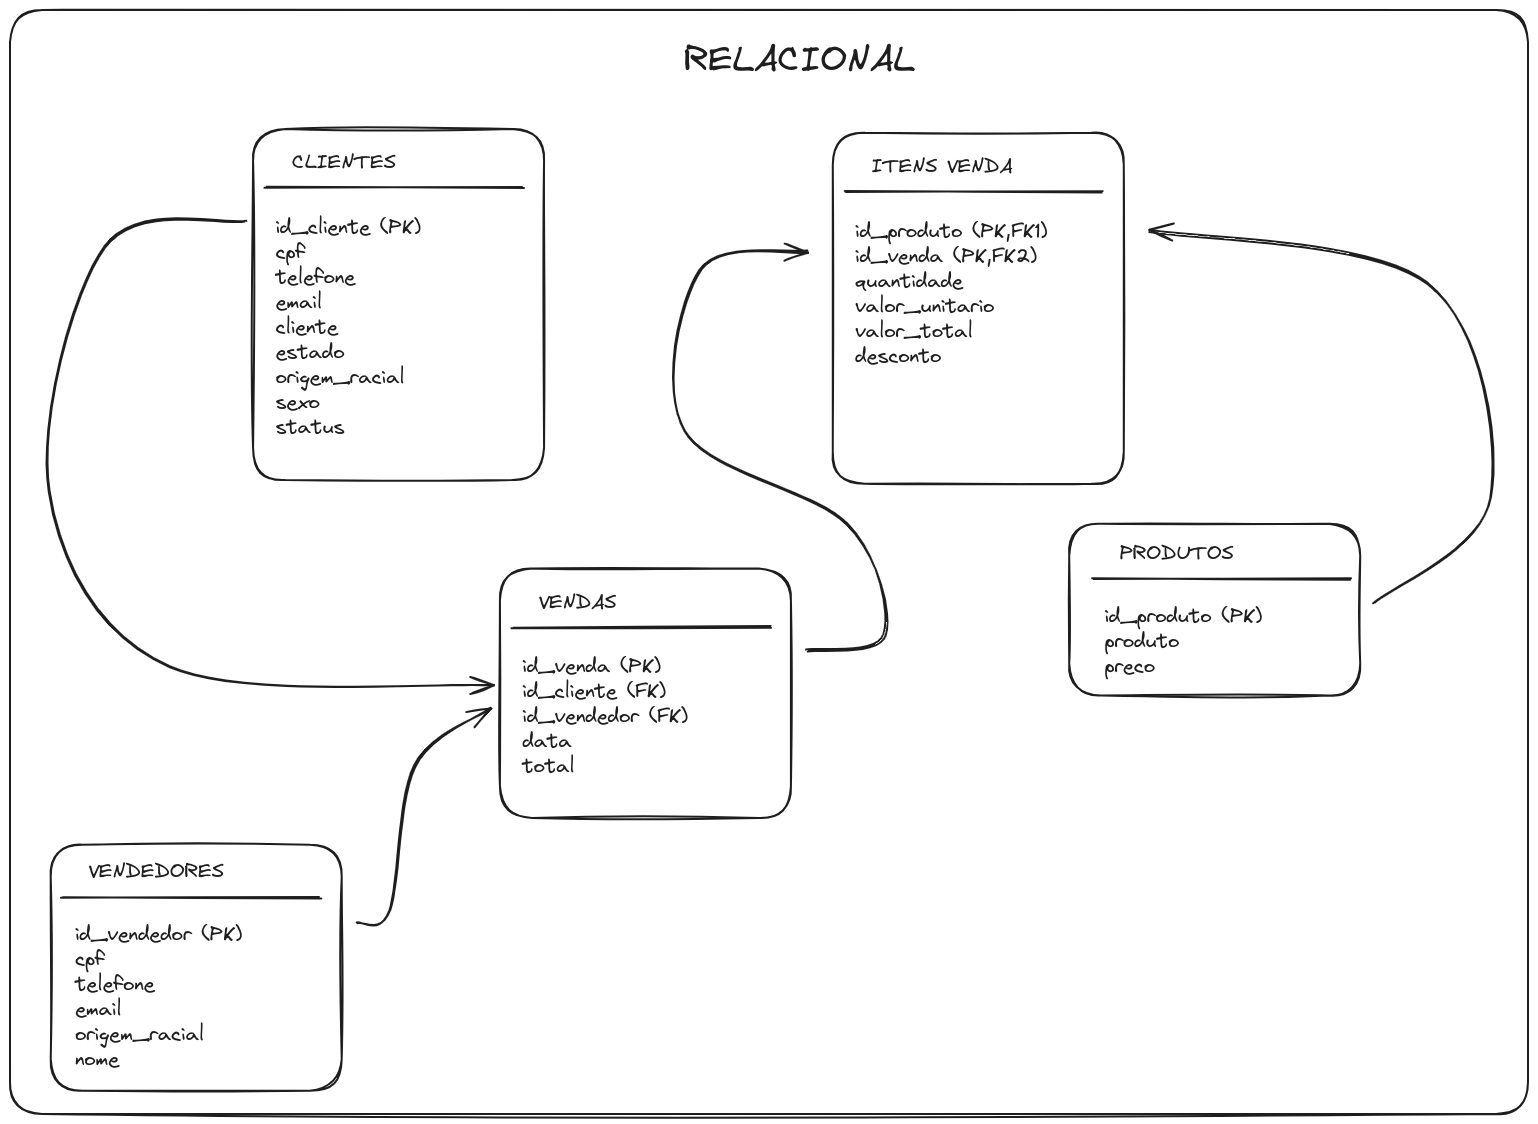 RELACIONAL
CLIENTES
id_cliente (PK)
cpf
telefone
email
cliente
estado
origem_racial
sexo
status
ITENS VENDA
id_produto (PK,FK1)
id_venda (PK,FK2)
quantidade
valor_unitario
valor_total
desconto
VENDAS
id_venda (PK)
id_cliente (FK)
id_vendedor (FK)
data
total
PRODUTOS
id_produto (PK)
produto
preco
VENDEDORES
id_vendedor (PK)
cpf
telefone
email
origem_racial
nome